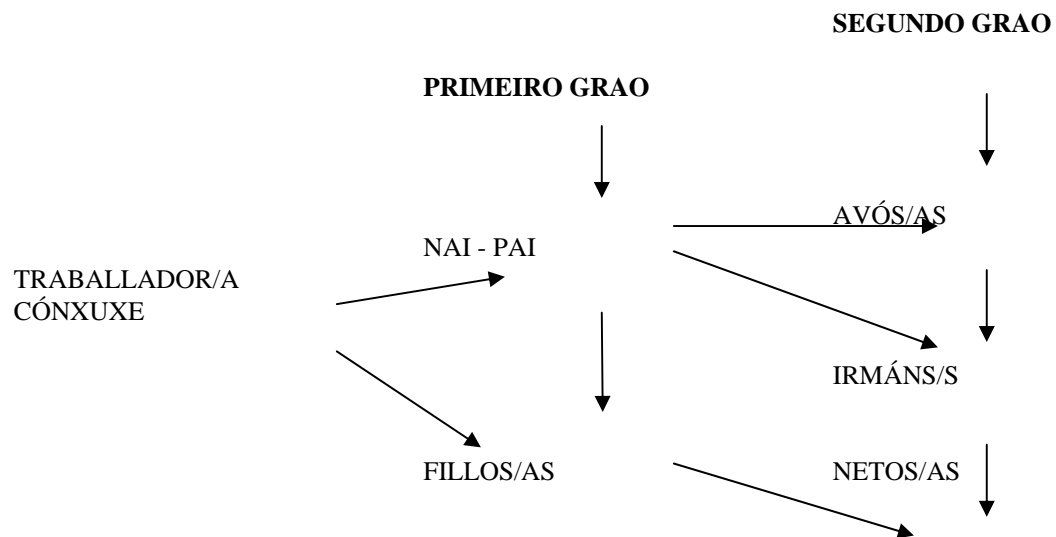 SEGUNDO GRAO
PRIMEIRO GRAO
AVÓS/AS
NAI - PAI
TRABALLADOR/A
CÓNXUXE
IRMÁNS/S
FILLOS/AS
NETOS/AS